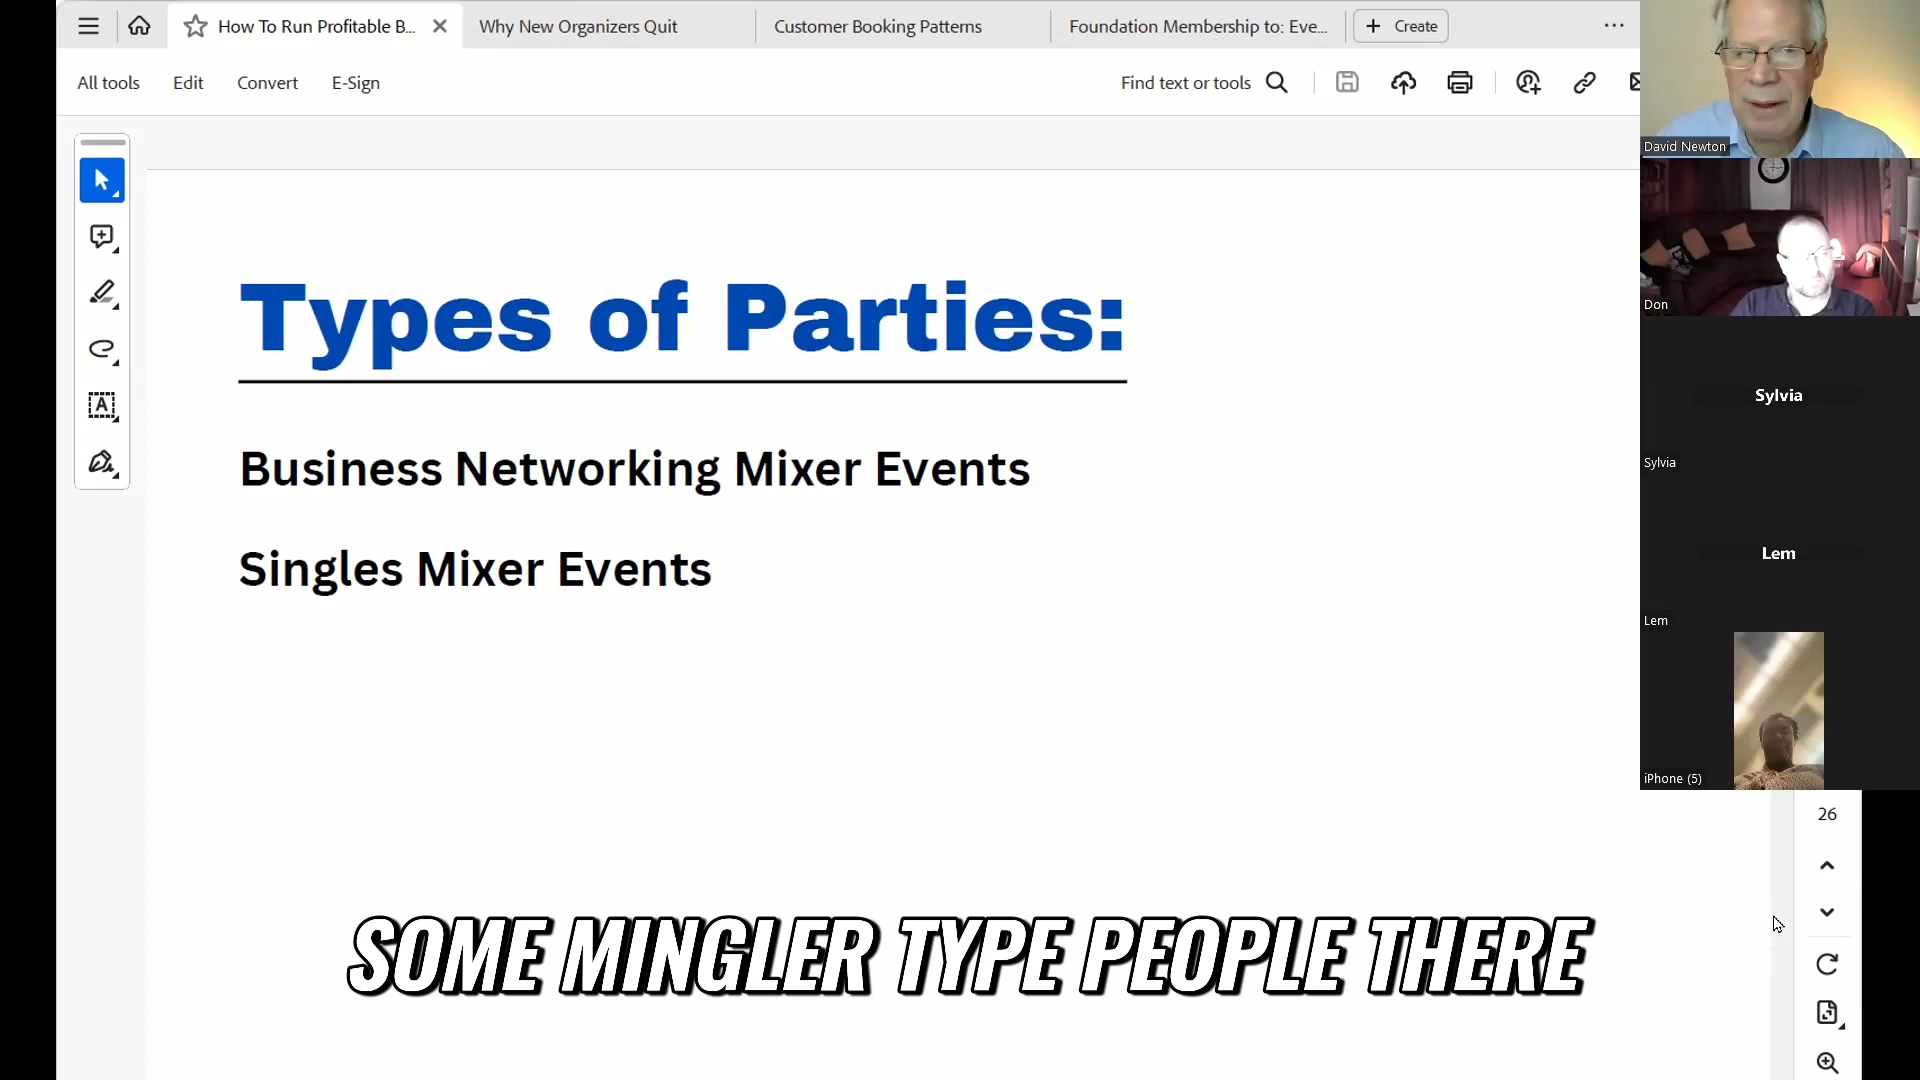 How To Run Profitable B...
Why New Organizers Quit
Customer Booking Patterns
Foundation Membership to: Eve...
Create
All tools
Edit
Convert
E-Sign
Find text or tools
David Newton
Don
Sylvia
Sylvia
Lem
Lem
iPhone (5)
Types of Parties:
Business Networking Mixer Events
Singles Mixer Events
26
SOME MINGLER TYPE PEOPLE THERE